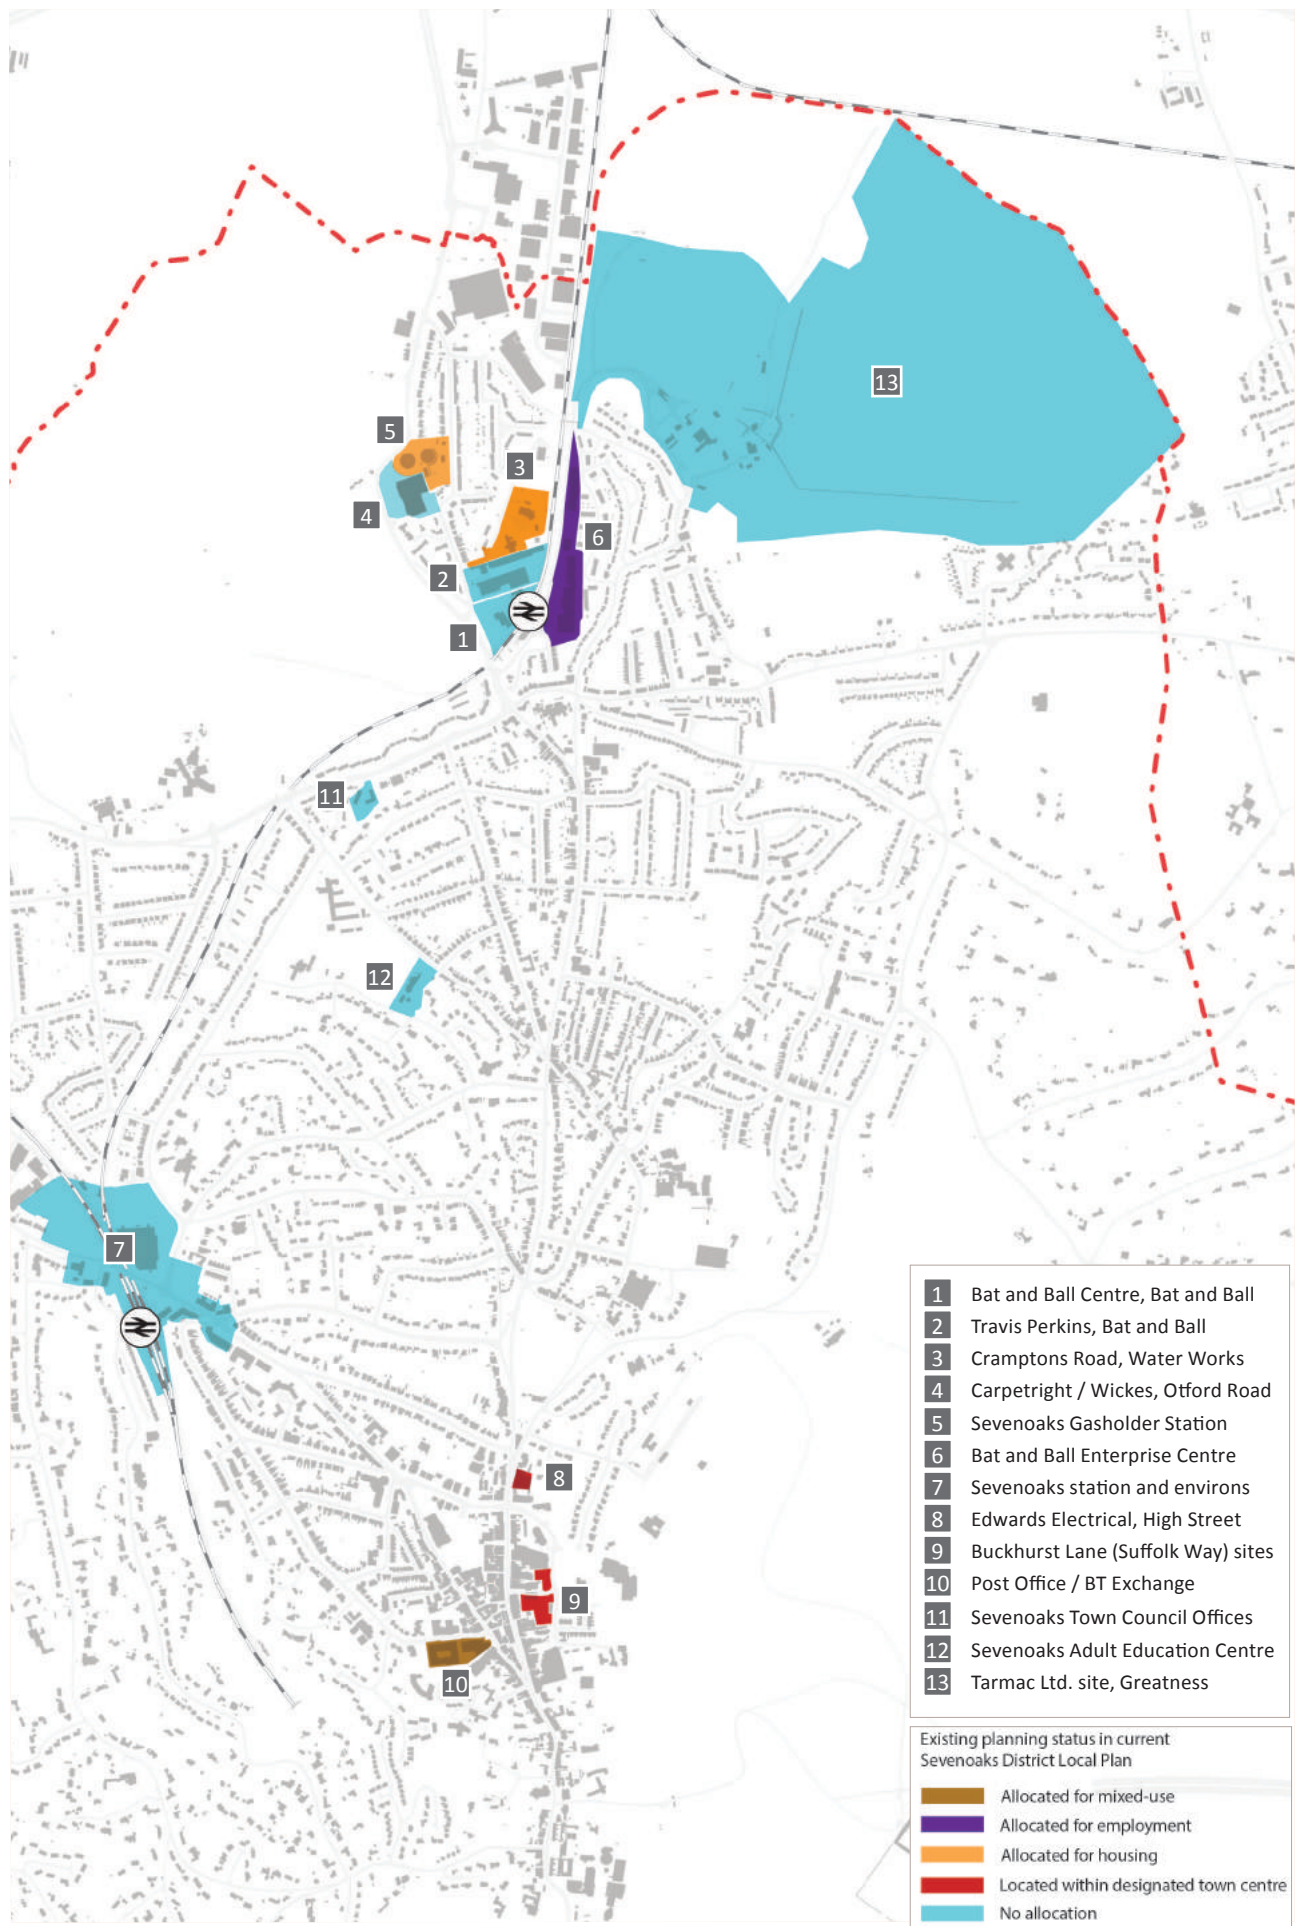 13
5
3
4
6
2
1
11
12
7
8
9
10
1 Bat and Ball Centre, Bat and Ball
2 Travis Perkins, Bat and Ball
3 Cramptons Road, Water Works
4 Carpetright / Wickes, Otford Road
5 Sevenoaks Gasholder Station
6 Bat and Ball Enterprise Centre
7 Sevenoaks station and environs
8 Edwards Electrical, High Street
9 Buckhurst Lane (Suffolk Way) sites
10 Post Office / BT Exchange
11 Sevenoaks Town Council Offices
12 Sevenoaks Adult Education Centre
13 Tarmac Ltd. site, Greatness
Existing planning status in current
Sevenoaks District Local Plan
Allocated for mixed-use
Allocated for employment
Allocated for housing
Located within designated town centre
No allocation